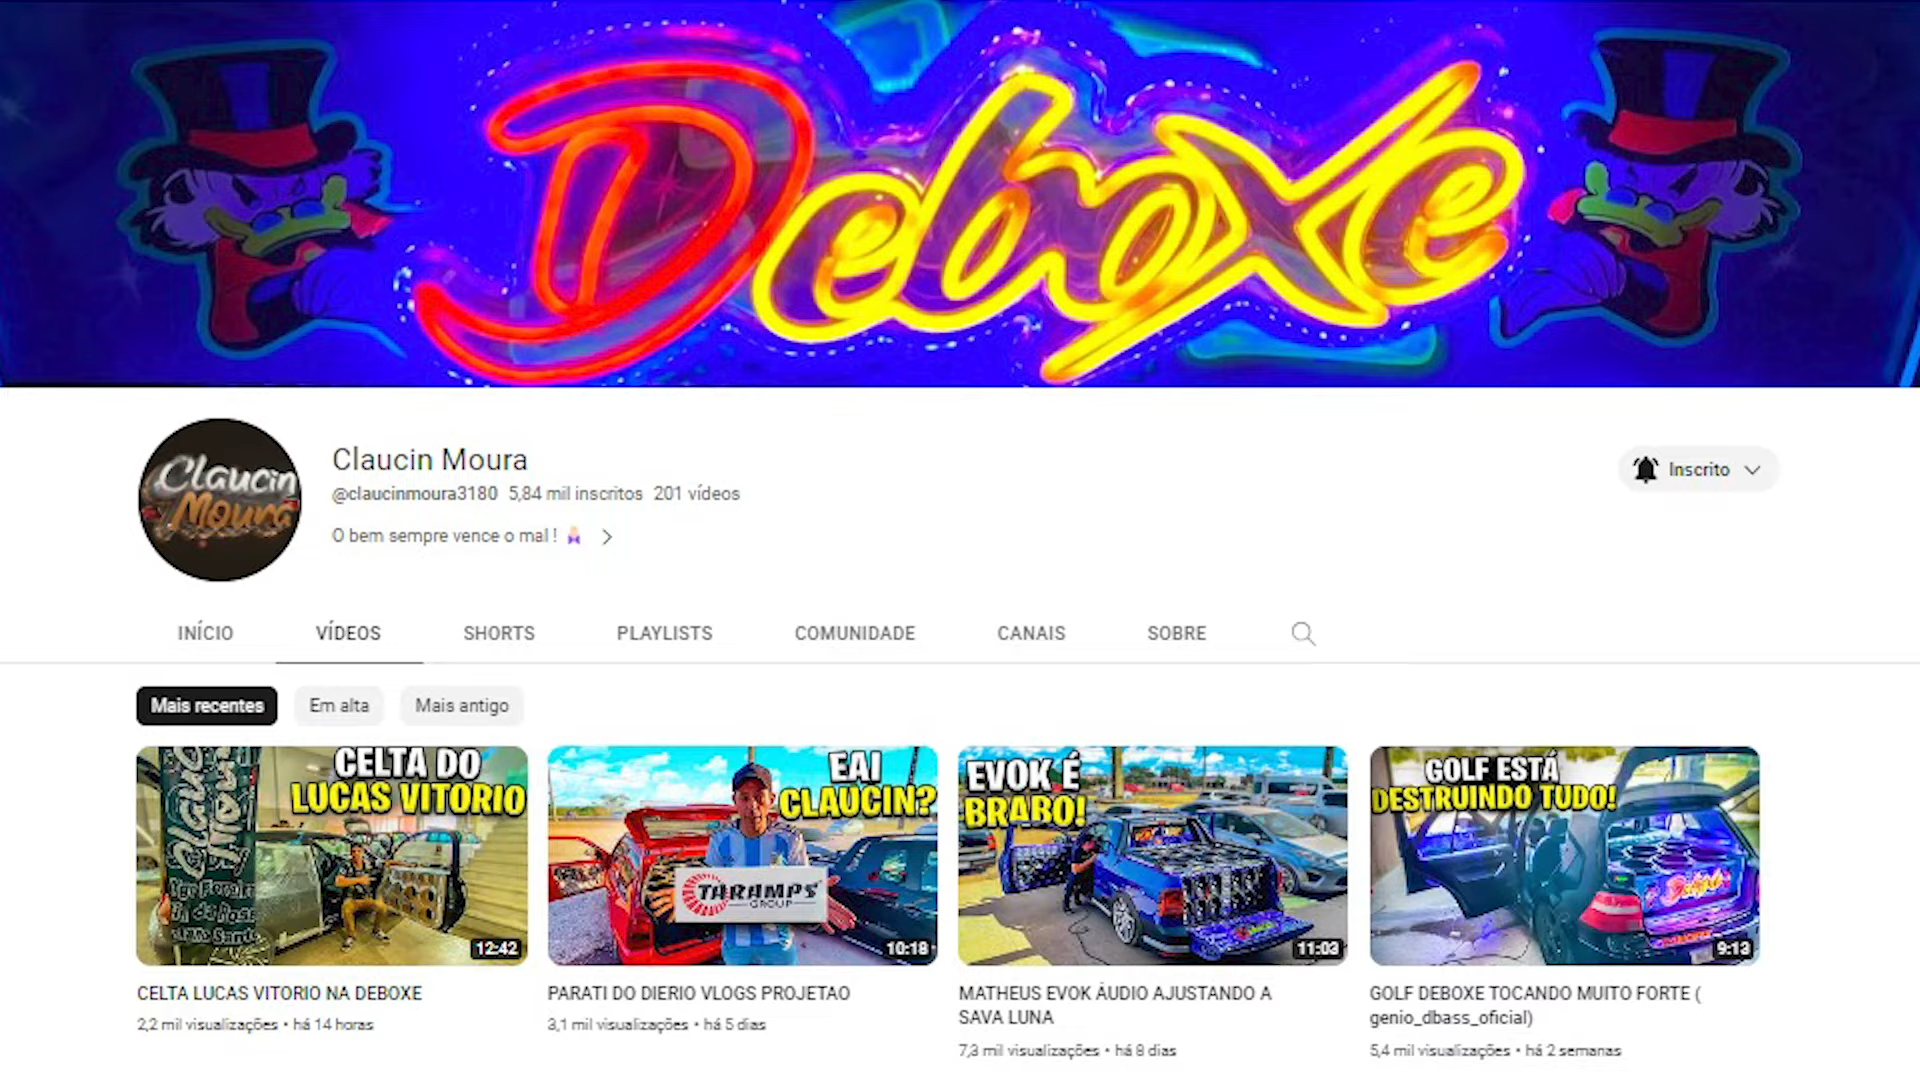 Deboxe
Claucin
Moura
Claucin Moura
@claucinmoura3180 5,84 mil inscritos 201 vídeos
O bem sempre vence o mal !
Inscrito
INÍCIO VÍDEOS SHORTS PLAYLISTS COMUNIDADE CANAIS SOBRE
Mais recentes Em alta Mais antigo
CELTA DO
LUCAS VITORIO
12:42
EAI
CLAUCIN?
TARAMPS
GROUP
10:18
EVOK É
BRABO!
11:03
GOLF ESTÁ
DESTRUINDO TUDO!
Deboxe
9:13
CELTA LUCAS VITORIO NA DEBOXE
2,2 mil visualizações • há 14 horas
PARATI DO DIERIO VLOGS PROJETAO
3,1 mil visualizações • há 5 dias
MATHEUS EVOK ÁUDIO AJUSTANDO A
SAVA LUNA
7,3 mil visualizações • há 8 dias
GOLF DEBOXE TOCANDO MUITO FORTE (
genio_dbass_oficial)
5,4 mil visualizações • há 2 semanas